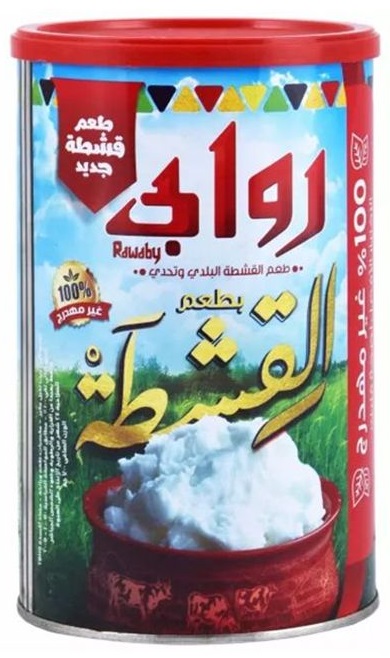 طعم
قشطة
جديد
روابي
Rawaby
طعم القشطة البلدي وتحدي
100%
غير مهدرج
بطعم
القشطة
100% غير مهدرج